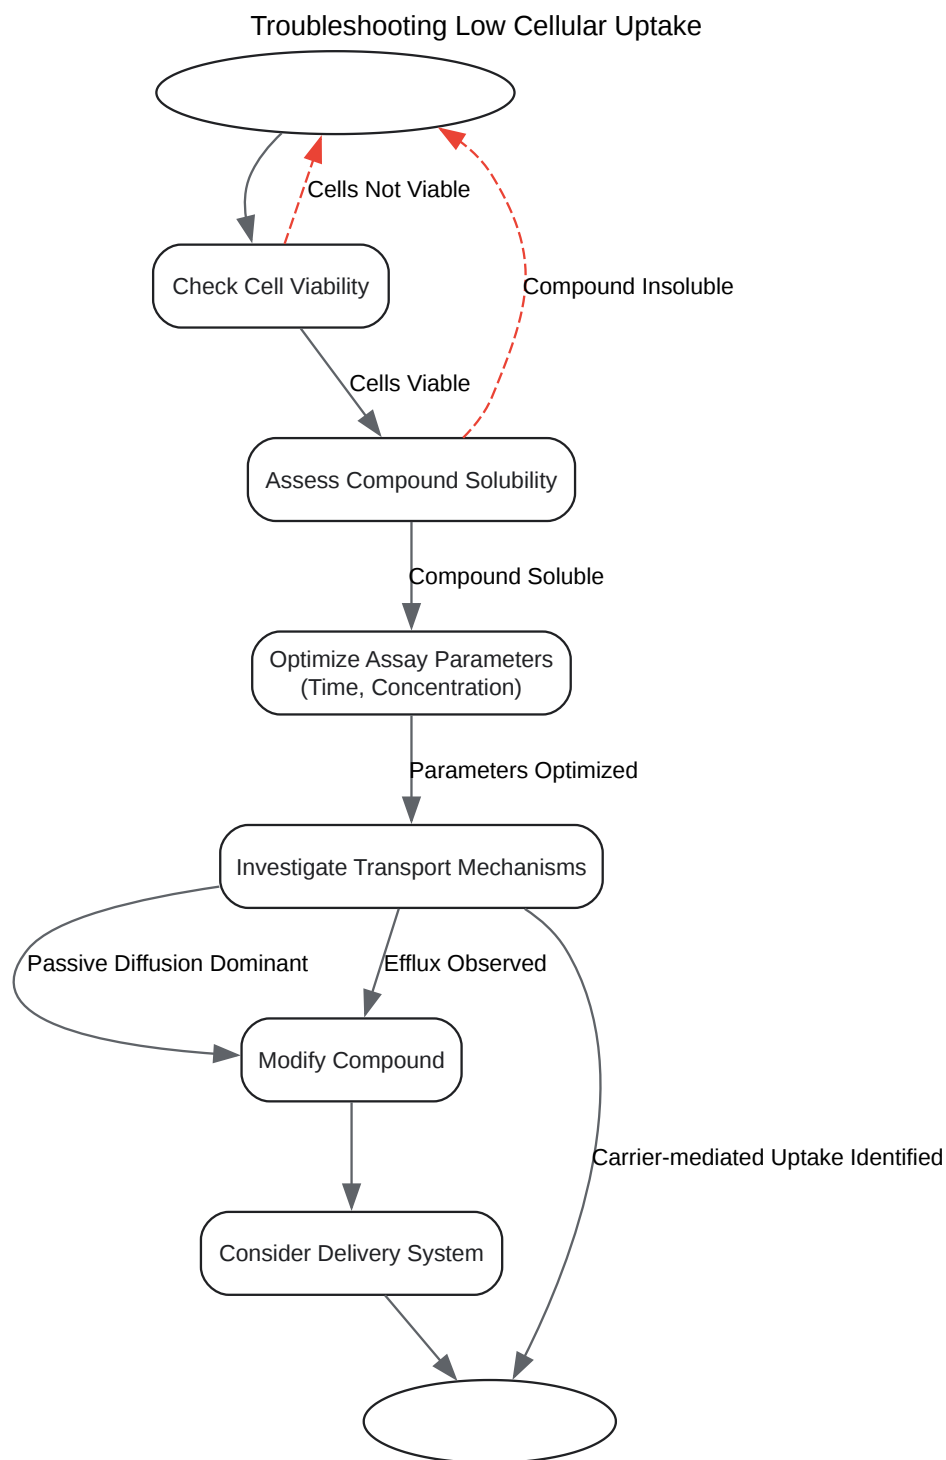 Troubleshooting Low Cellular Uptake
Cells Not Viable
Check Cell Viability
Compound Insoluble
Cells Viable
Assess Compound Solubility
Compound Soluble
Optimize Assay Parameters
(Time, Concentration)
Parameters Optimized
Investigate Transport Mechanisms
Passive Diffusion Dominant
Efflux Observed
Modify Compound
Carrier-mediated Uptake Identified
Consider Delivery System